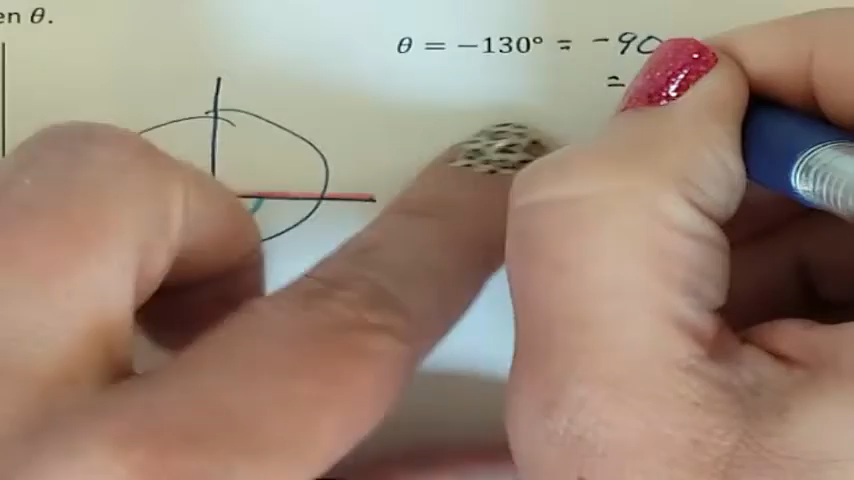 en θ.
θ = −130° = −90
=